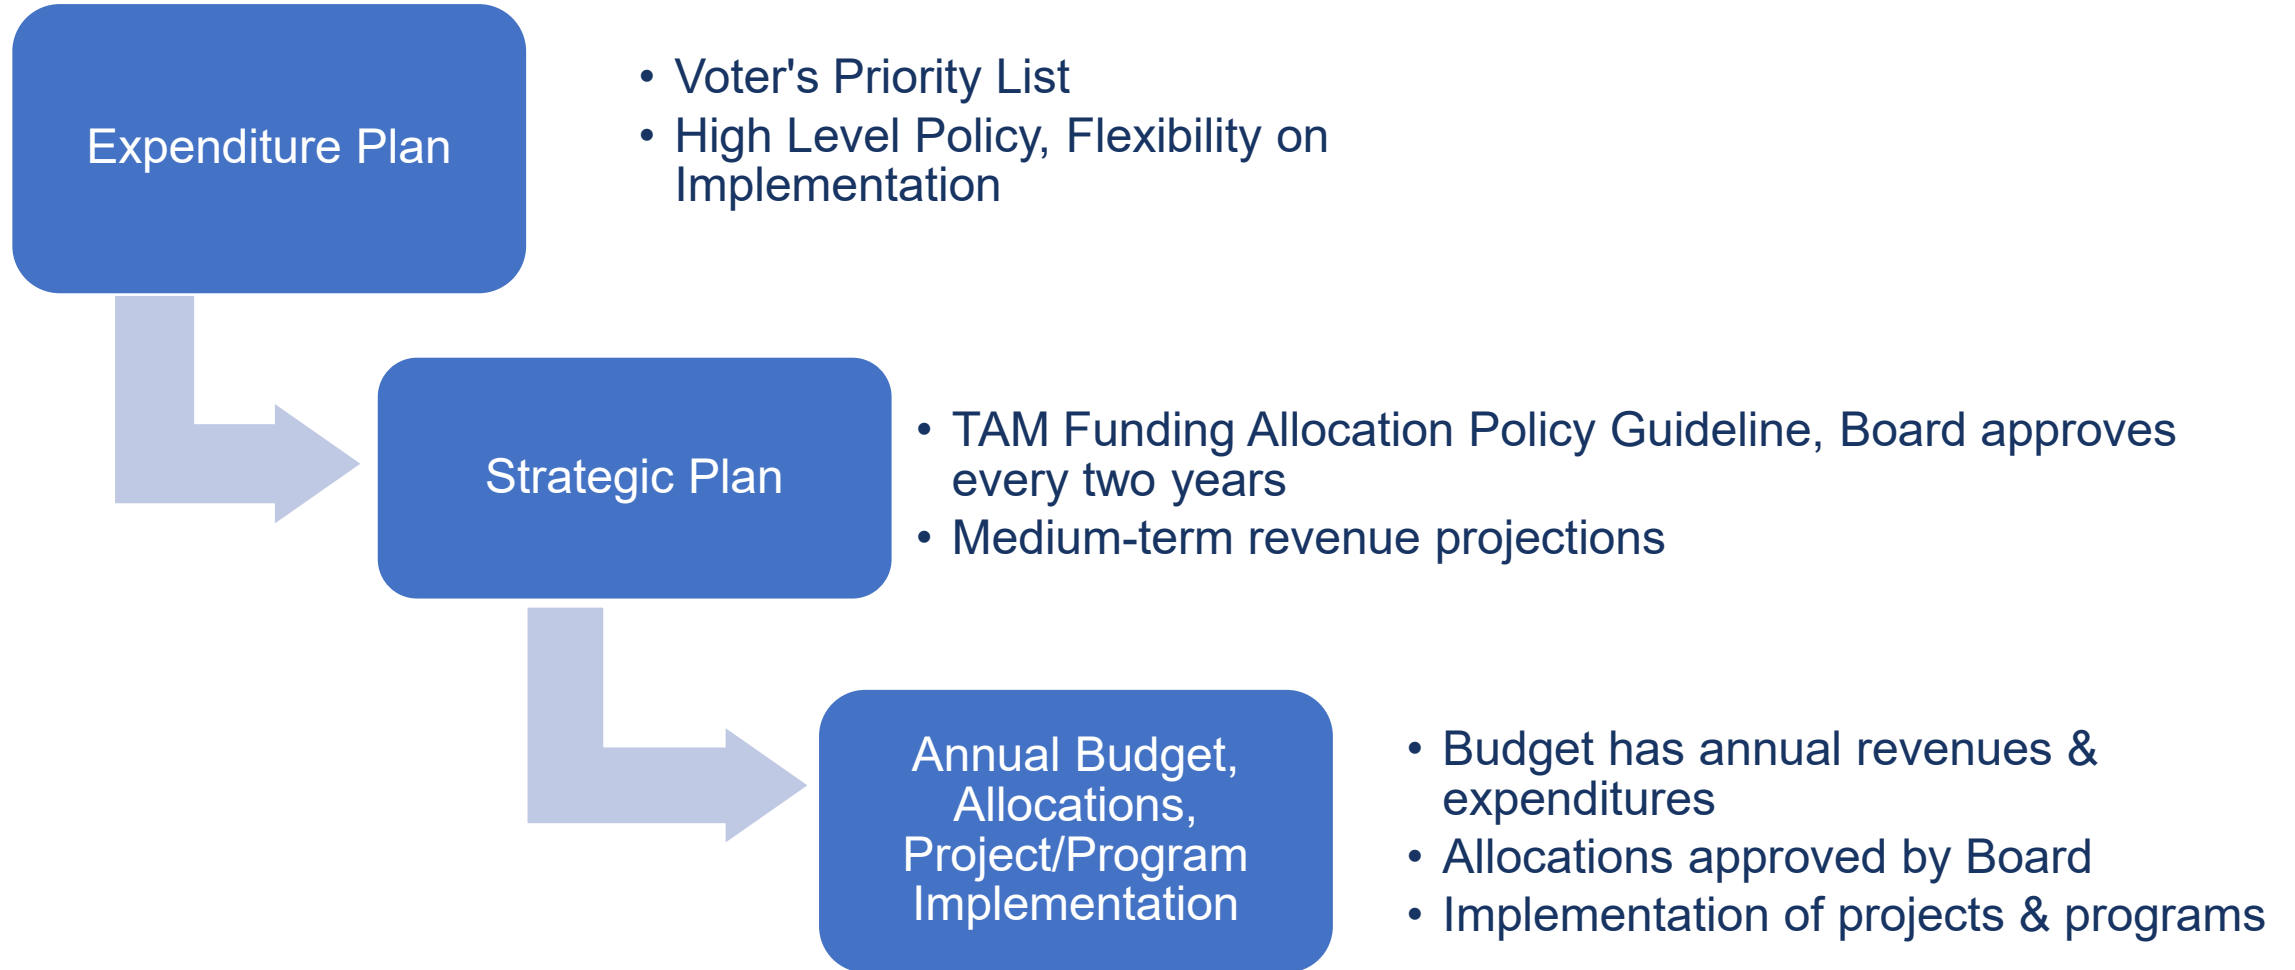 Expenditure Plan
• Voter's Priority List
• High Level Policy, Flexibility on
Implementation
Strategic Plan
• TAM Funding Allocation Policy Guideline, Board approves
every two years
• Medium-term revenue projections
Annual Budget,
Allocations,
Project/Program
Implementation
• Budget has annual revenues &
expenditures
• Allocations approved by Board
• Implementation of projects & programs